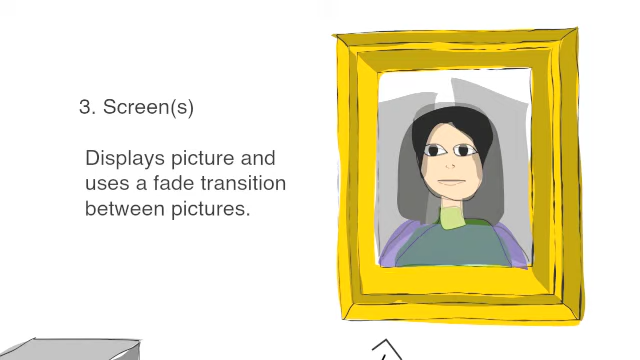 3. Screen(s)
Displays picture and
uses a fade transition
between pictures.